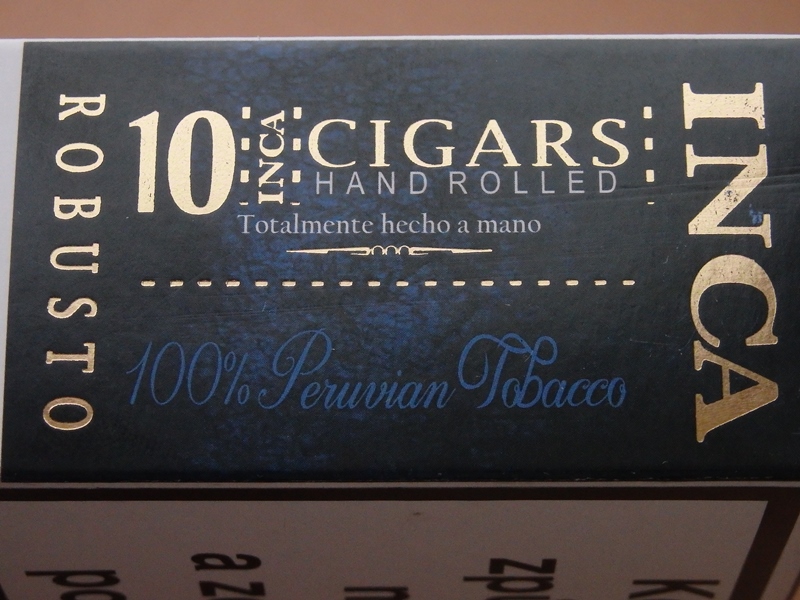 ROBUSTO
10 INCA CIGARS
HAND ROLLED
Totalmente hecho a mano
100% Peruvian Tobacco
INCA